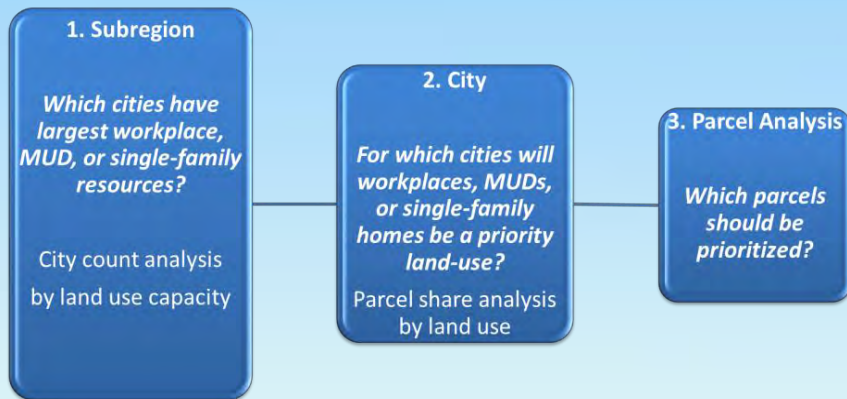 1. Subregion
Which cities have
largest workplace,
MUD, or single-family
resources?
City count analysis
by land use capacity
2. City
For which cities will
workplaces, MUDs,
or single-family
homes be a priority
land-use?
Parcel share analysis
by land use
3. Parcel Analysis
Which parcels
should be
prioritized?